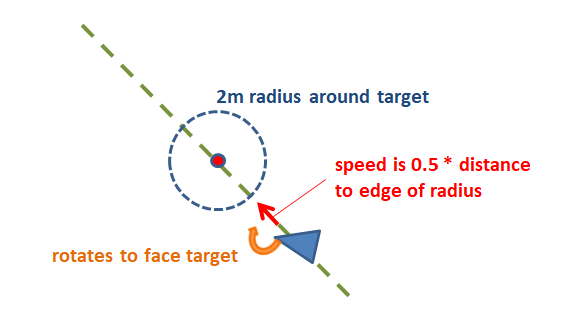 2m radius around target
speed is 0.5 * distance
to edge of radius
rotates to face target